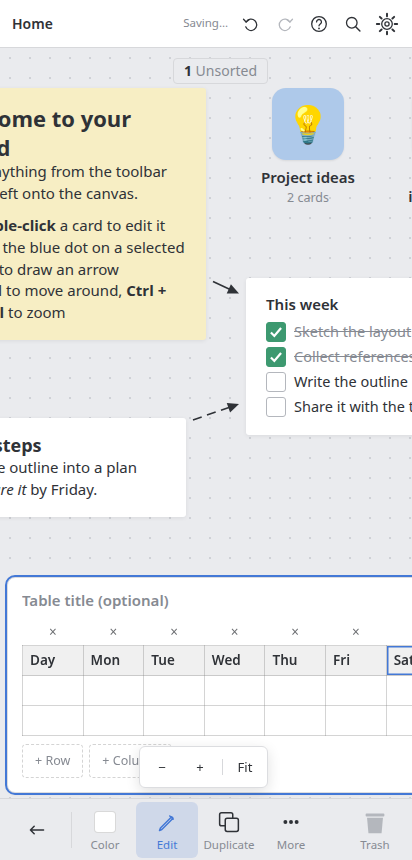 Home
Saving...
1 Unsorted
ome to your
d
ything from the toolbar
eft onto the canvas.
ble-click a card to edit it
the blue dot on a selected
to draw an arrow
l to move around, Ctrl +
l to zoom
Project ideas
2 cards
This week
Sketch the layout
Collect references
Write the outline
Share it with the t
steps
e outline into a plan
re it by Friday.
Table title (optional)
× × × × × ×
Day Mon Tue Wed Thu Fri Sat
+ Row + Colu
− + Fit
Color Edit Duplicate More Trash